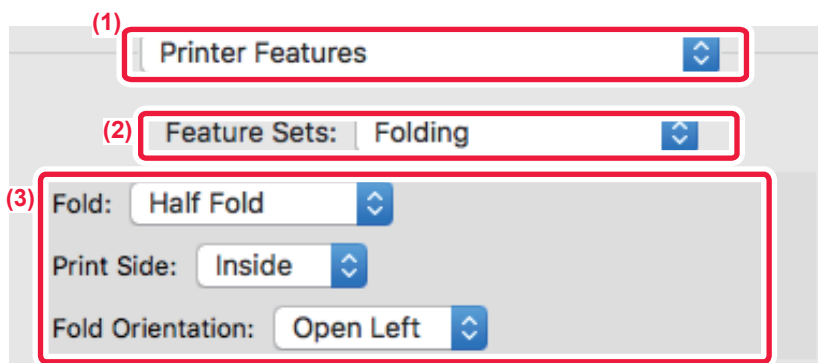 (1)
Printer Features
(2) Feature Sets: Folding
(3) Fold: Half Fold
Print Side: Inside
Fold Orientation: Open Left